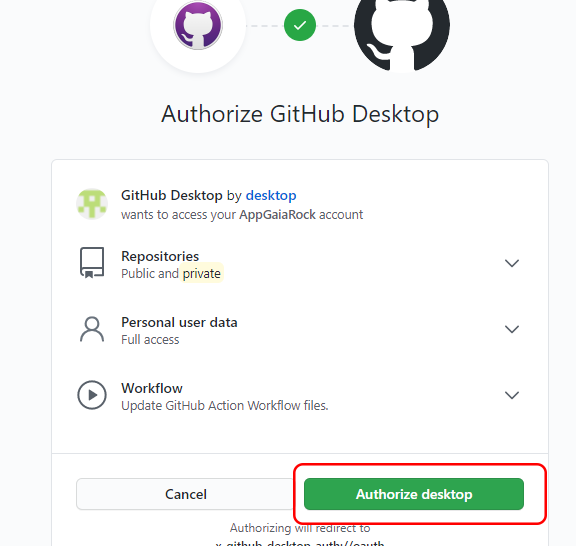 Authorize GitHub Desktop
GitHub Desktop by desktop
wants to access your AppGaiaRock account
Repositories
Public and private
Personal user data
Full access
Workflow
Update GitHub Action Workflow files.
Cancel
Authorize desktop
Authorizing will redirect to
x-github-desktop-auth://oauth